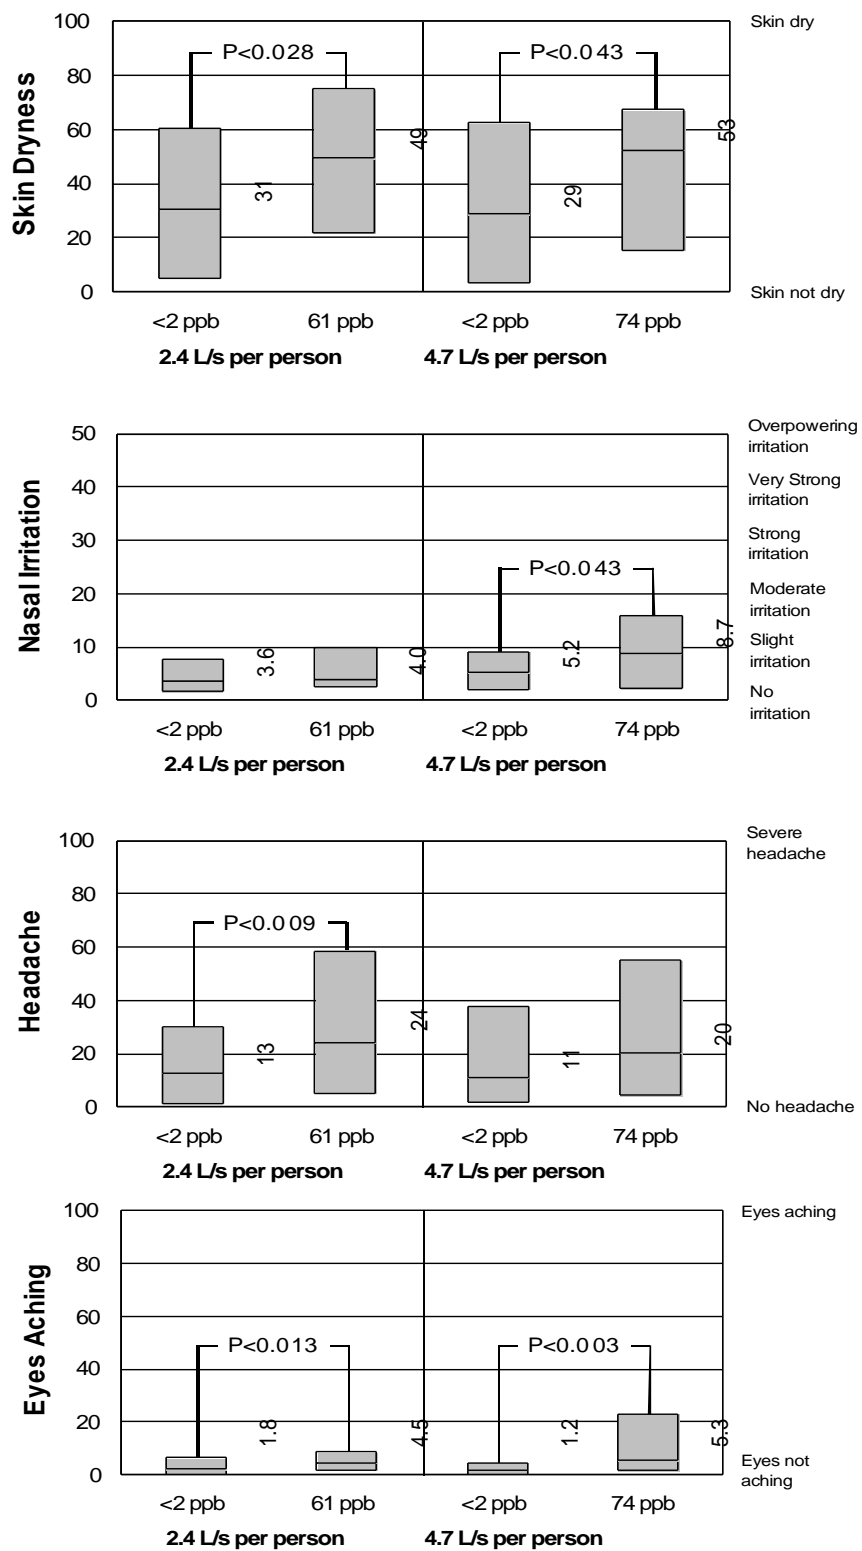 100
Skin dry
P<0.028
P<0.043
80
60
49
53
40
31
29
20
0
Skin not dry
Skin Dryness
<2 ppb 61 ppb <2 ppb 74 ppb
2.4 L/s per person 4.7 L/s per person
Overpowering
irritation
50
Very Strong
irritation
40
Strong
irritation
30
P<0.043
Moderate
irritation
20
Slight
irritation
10
3.6
4.0
5.2
8.7
No
irritation
0
Nasal Irritation
<2 ppb 61 ppb <2 ppb 74 ppb
2.4 L/s per person 4.7 L/s per person
Severe
headache
100
80
P<0.009
60
40
24
20
13
11
20
0
No headache
Headache
<2 ppb 61 ppb <2 ppb 74 ppb
2.4 L/s per person 4.7 L/s per person
100
Eyes aching
80
60
P<0.013
P<0.003
40
20
1.8
4.5
1.2
5.3
0
Eyes not
aching
Eyes Aching
<2 ppb 61 ppb <2 ppb 74 ppb
2.4 L/s per person 4.7 L/s per person